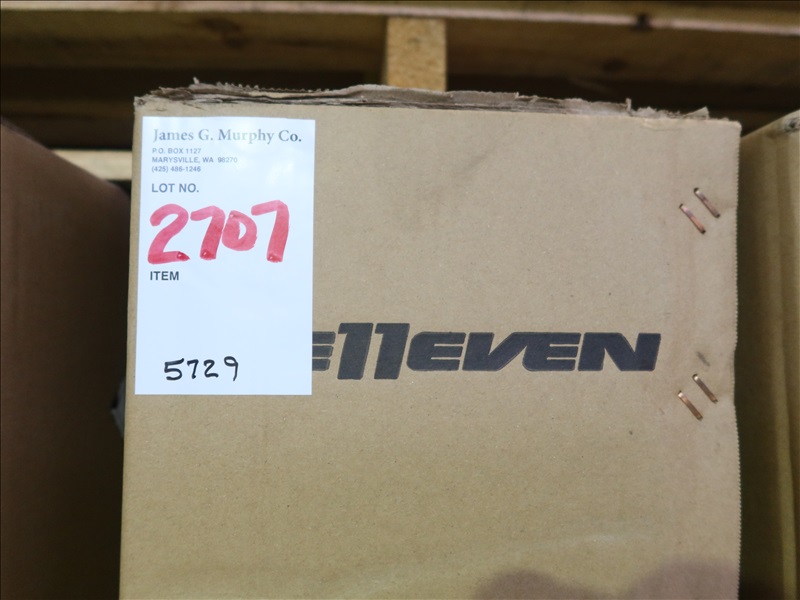 James G. Murphy Co.
P.O. BOX 1127
MARYSVILLE, WA 98270
(425) 486-1246
LOT NO.
2707
ITEM
5729
E11EVEN